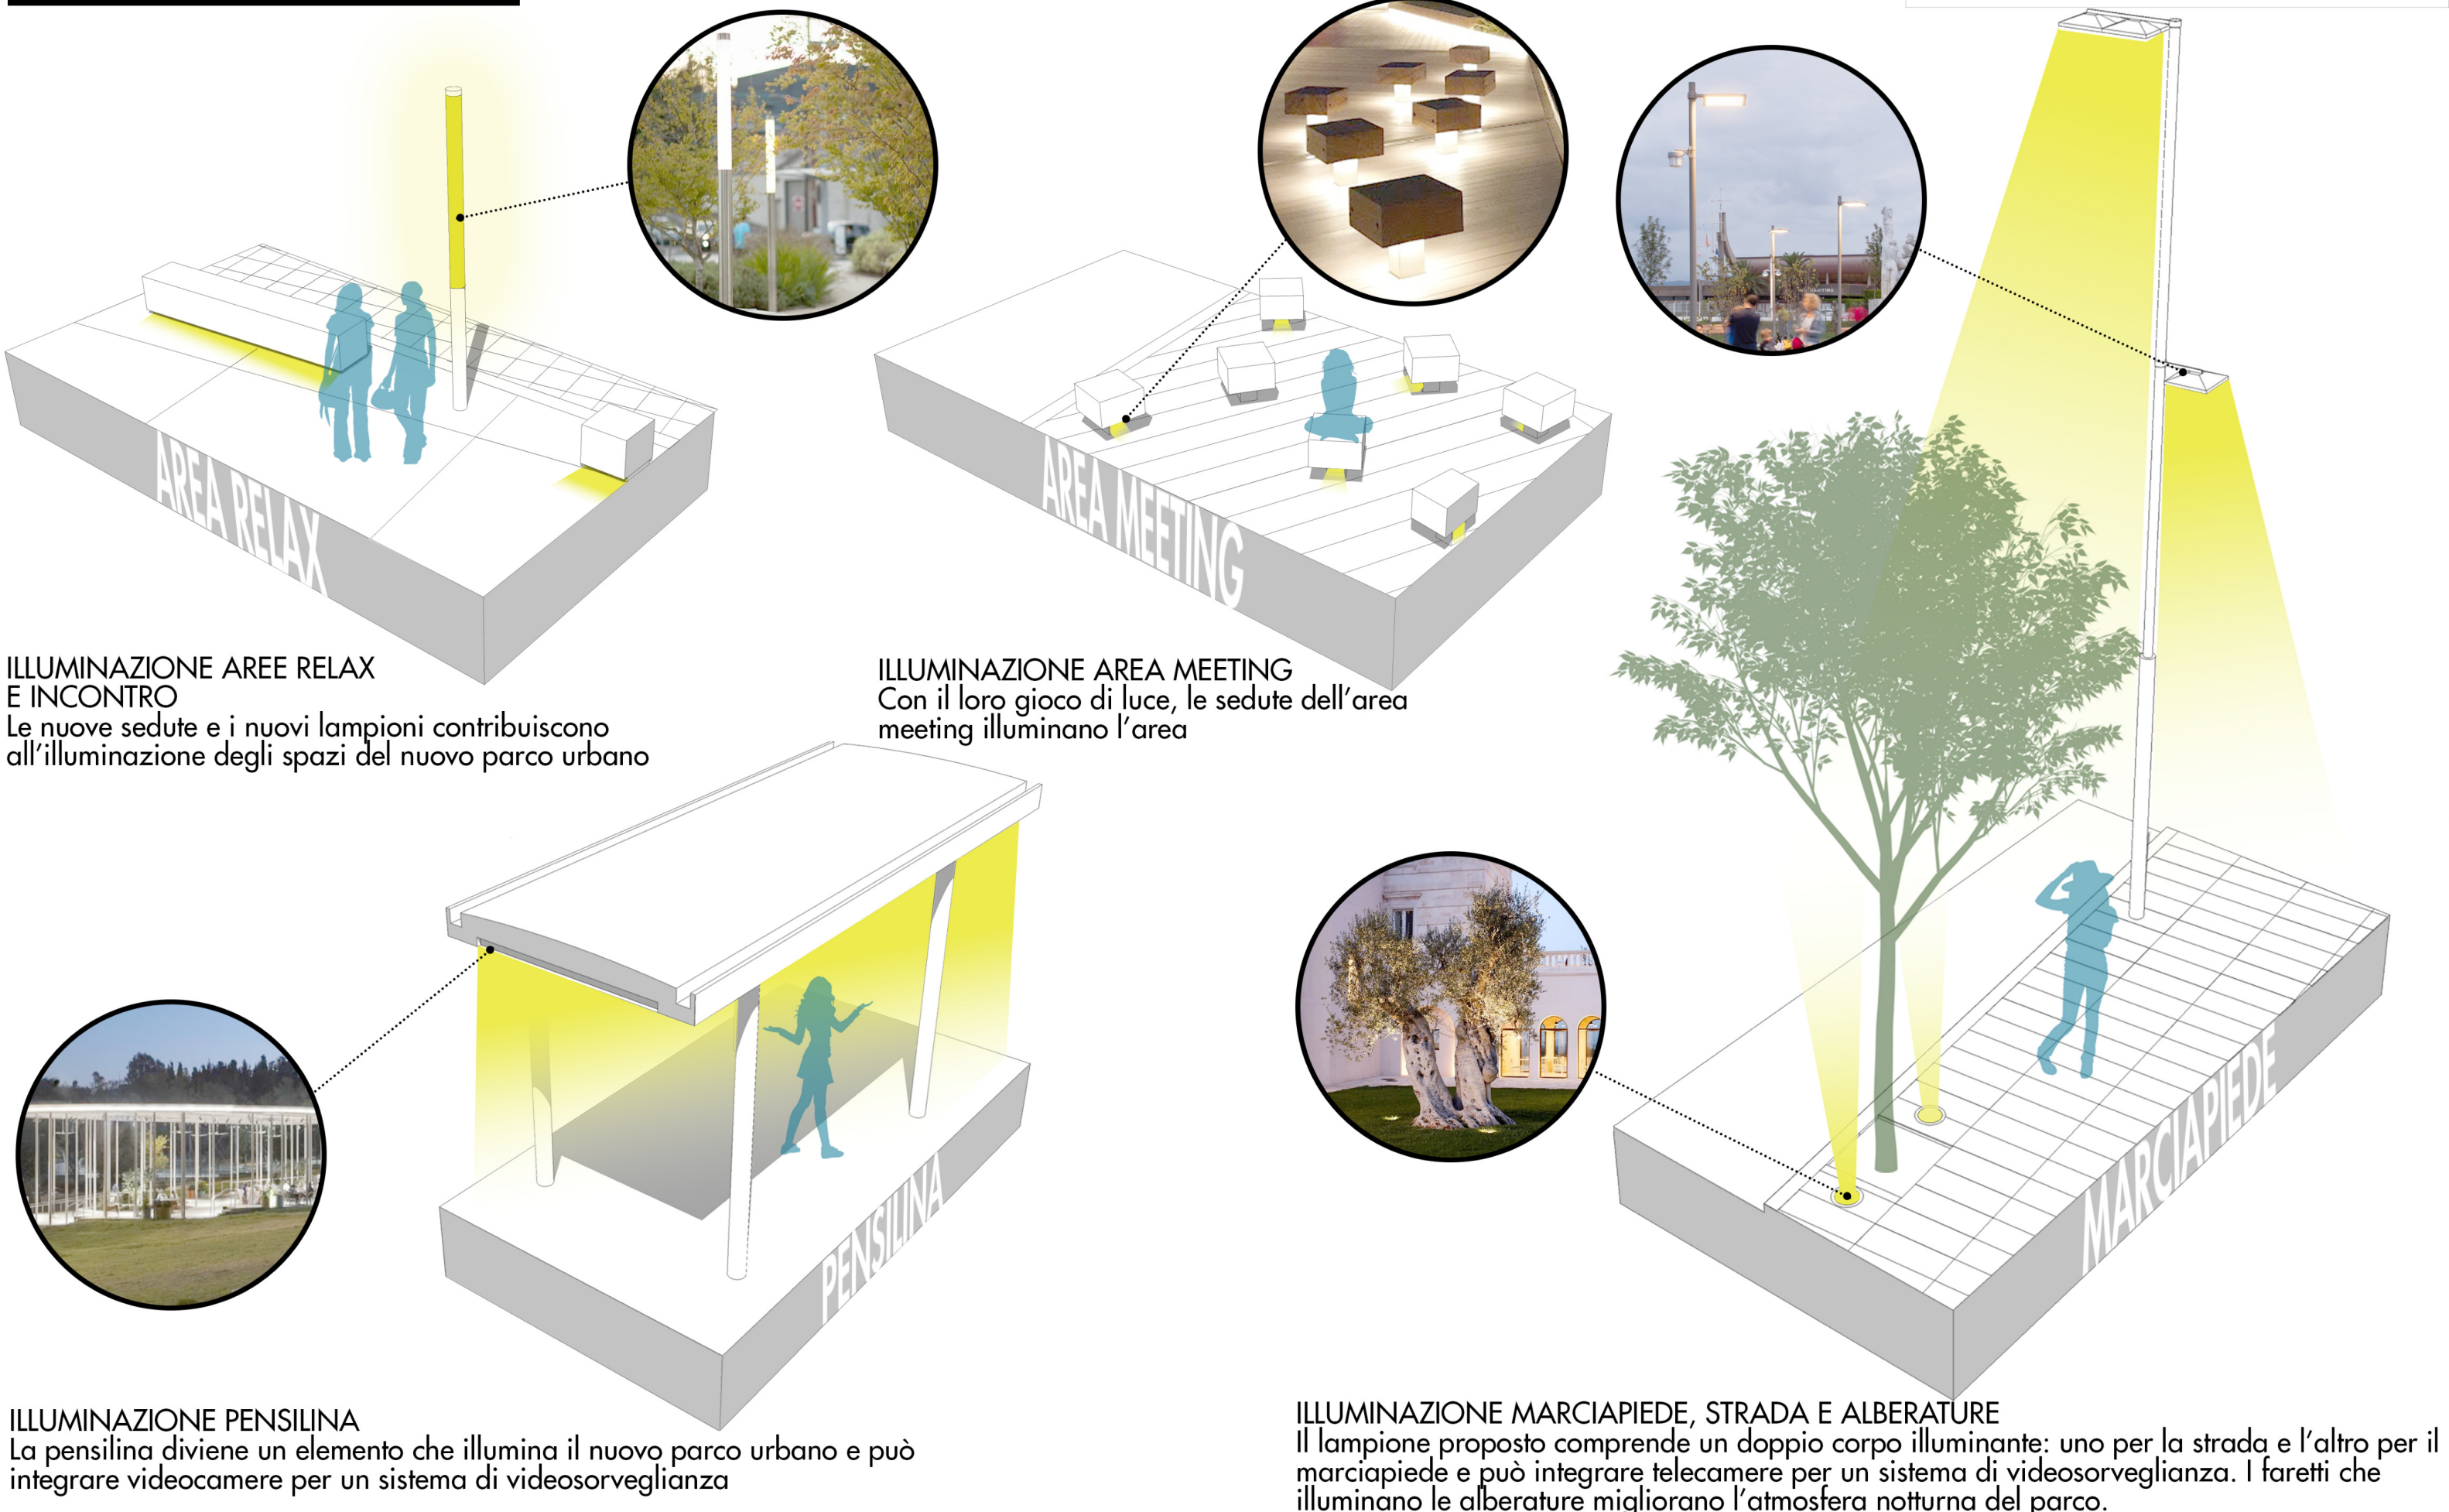 AREA RELAX
ILLUMINAZIONE AREE RELAX
E INCONTRO
Le nuove sedute e i nuovi lampioni contribuiscono
all'illuminazione degli spazi del nuovo parco urbano
AREA MEETING
ILLUMINAZIONE AREA MEETING
Con il loro gioco di luce, le sedute dell'area
meeting illuminano l'area
PENSILINA
ILLUMINAZIONE PENSILINA
La pensilina diviene un elemento che illumina il nuovo parco urbano e può
integrare videocamere per un sistema di videosorveglianza
MARCIAPIEDE
ILLUMINAZIONE MARCIAPIEDE, STRADA E ALBERATURE
Il lampione proposto comprende un doppio corpo illuminante: uno per la strada e l'altro per il
marciapiede e può integrare telecamere per un sistema di videosorveglianza. I faretti che
illuminano le alberature migliorano l'atmosfera notturna del parco.